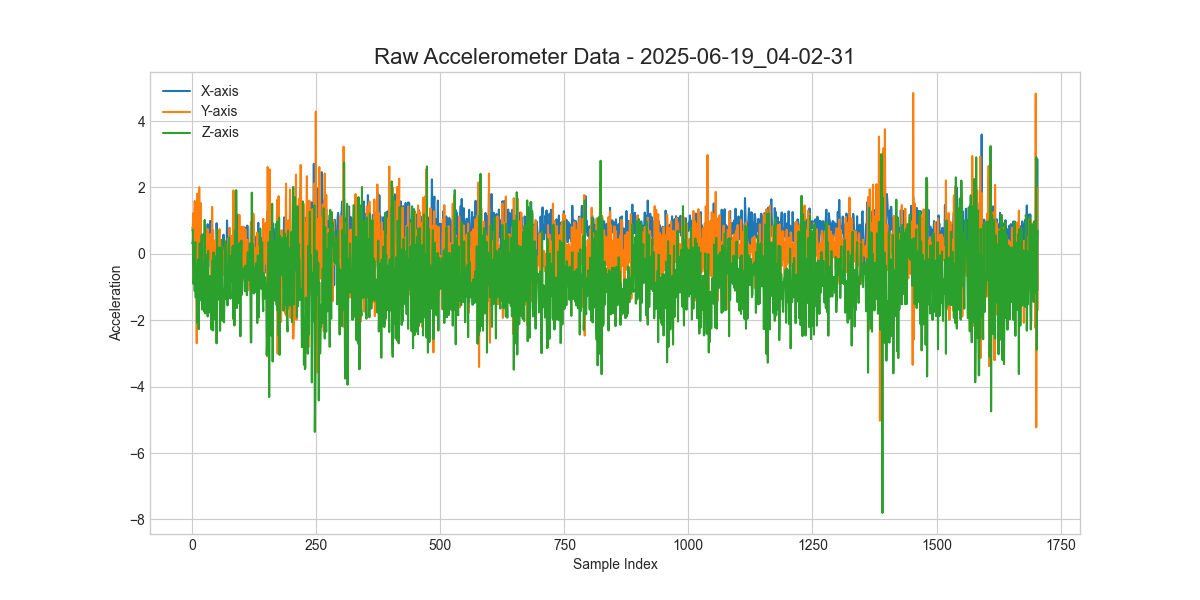 Raw Accelerometer Data - 2025-06-19_04-02-31
X-axis
Y-axis
Z-axis
4
2
0
−2
−4
−6
−8
Acceleration
0 250 500 750 1000 1250 1500 1750
Sample Index